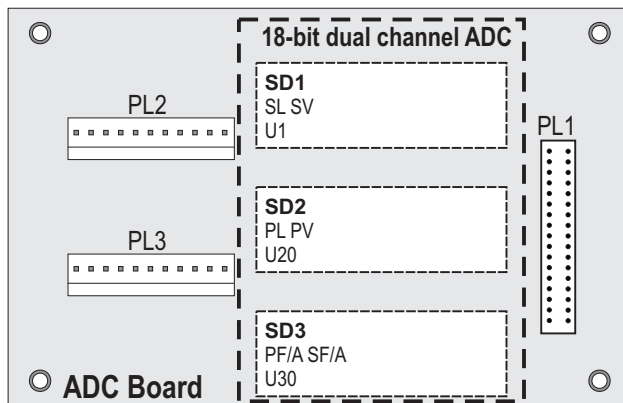 18-bit dual channel ADC
SD1
SL SV
U1
PL2
PL1
SD2
PL PV
U20
PL3
SD3
PF/A SF/A
U30
ADC Board